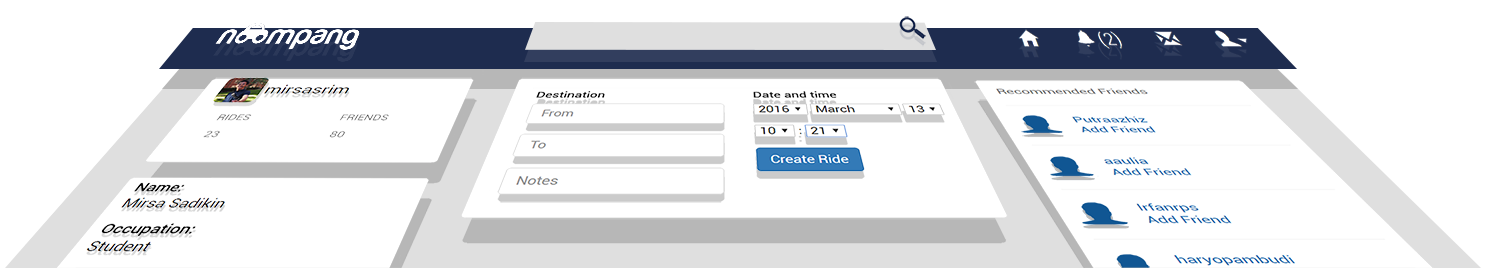 noompang
(2)
mirsasrim
RIDES FRIENDS
23 80
Name:
Mirsa Sadikin
Occupation:
Student
Destination
From
To
Notes
Date and time
2016 March 13
10 : 21
Create Ride
Recommended Friends
Putraazhiz
Add Friend
aaulia
Add Friend
Irfanrps
Add Friend
haryopambudi